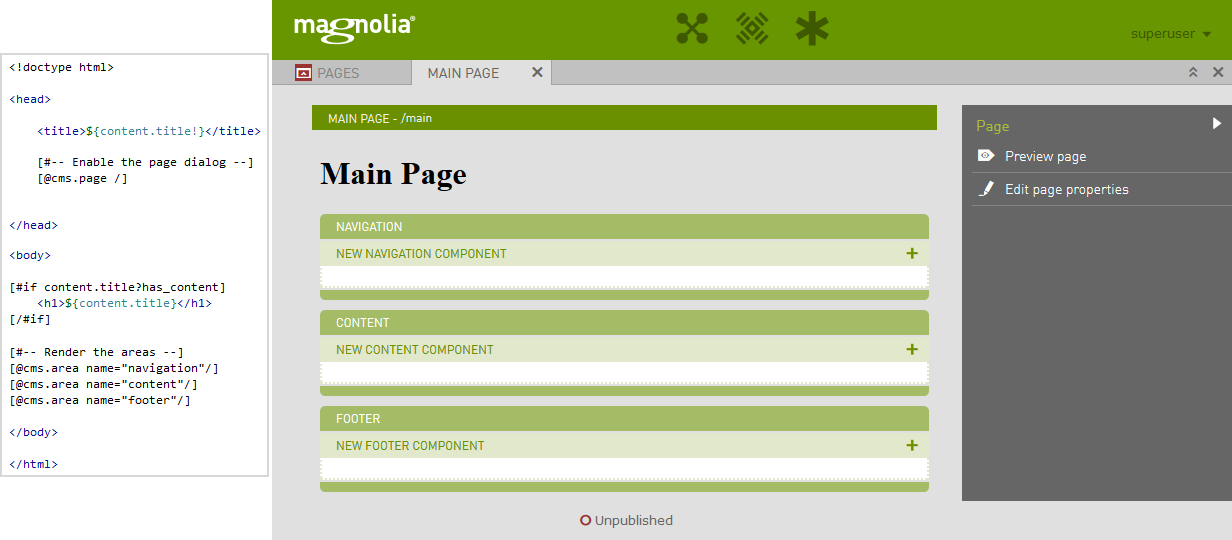 <!doctype html>
<head>
<title>${content.title!}</title>
[#-- Enable the page dialog --]
[@cms.page /]
</head>
<body>
[#if content.title?has_content]
<h1>${content.title}</h1>
[/#if]
[#-- Render the areas --]
[@cms.area name="navigation"/]
[@cms.area name="content"/]
[@cms.area name="footer"/]
</body>
</html>
magnolia®
superuser
PAGES
MAIN PAGE
MAIN PAGE - /main
Main Page
NAVIGATION
NEW NAVIGATION COMPONENT
CONTENT
NEW CONTENT COMPONENT
FOOTER
NEW FOOTER COMPONENT
Unpublished
Page
Preview page
Edit page properties